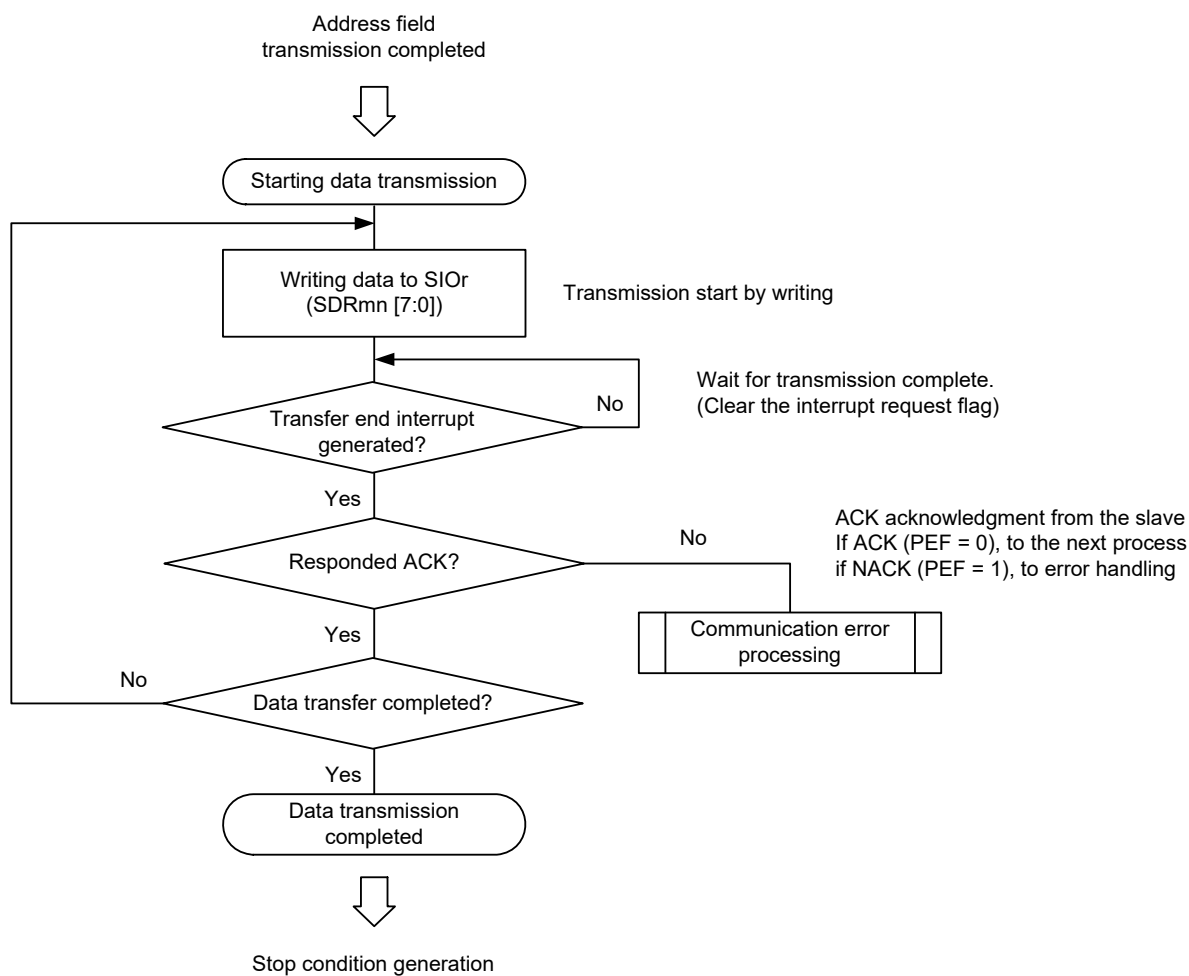 Address field
transmission completed
Starting data transmission
Writing data to SIOr
(SDRmn [7:0])
Transmission start by writing
Transfer end interrupt
generated?
No
Wait for transmission complete.
(Clear the interrupt request flag)
Yes
Responded ACK?
No
ACK acknowledgment from the slave
If ACK (PEF = 0), to the next process
if NACK (PEF = 1), to error handling
Communication error
processing
Yes
No
Data transfer completed?
Yes
Data transmission
completed
Stop condition generation